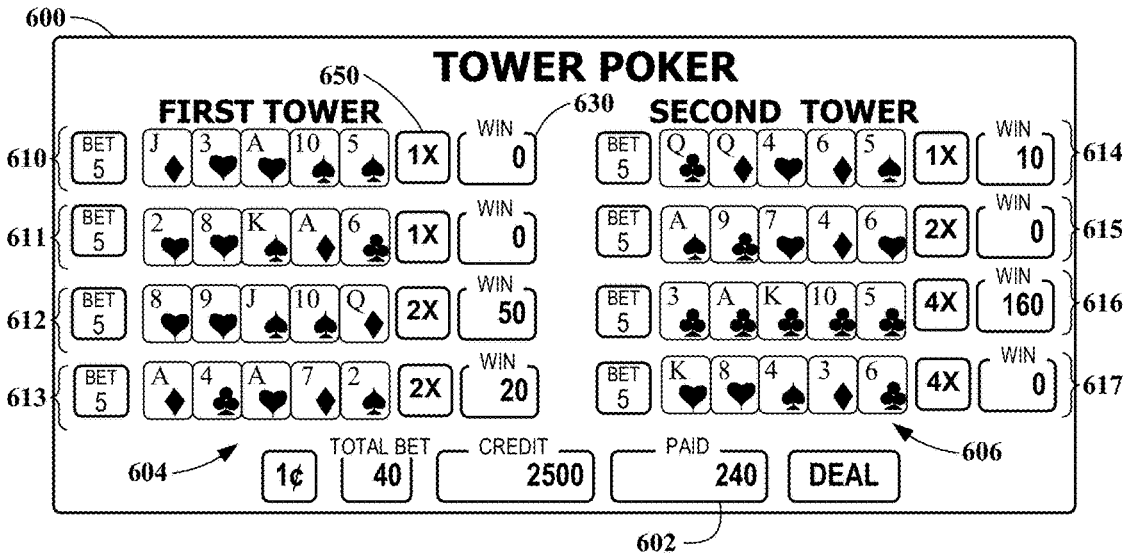 600
TOWER POKER
650
630
FIRST TOWER
SECOND TOWER
610 BET 5 J 3 A 10 5 1X WIN 0
BET 5 Q Q 4 6 5 1X WIN 10 614
611 BET 5 2 8 K A 6 1X WIN 0
BET 5 A 9 7 4 6 2X WIN 0 615
612 BET 5 8 9 J 10 Q 2X WIN 50
BET 5 3 A K 10 5 4X WIN 160 616
613 BET 5 A 4 A 7 2 2X WIN 20
BET 5 K 8 4 3 6 4X WIN 0 617
604
606
TOTAL BET CREDIT PAID
1¢ 40 2500 240 DEAL
602